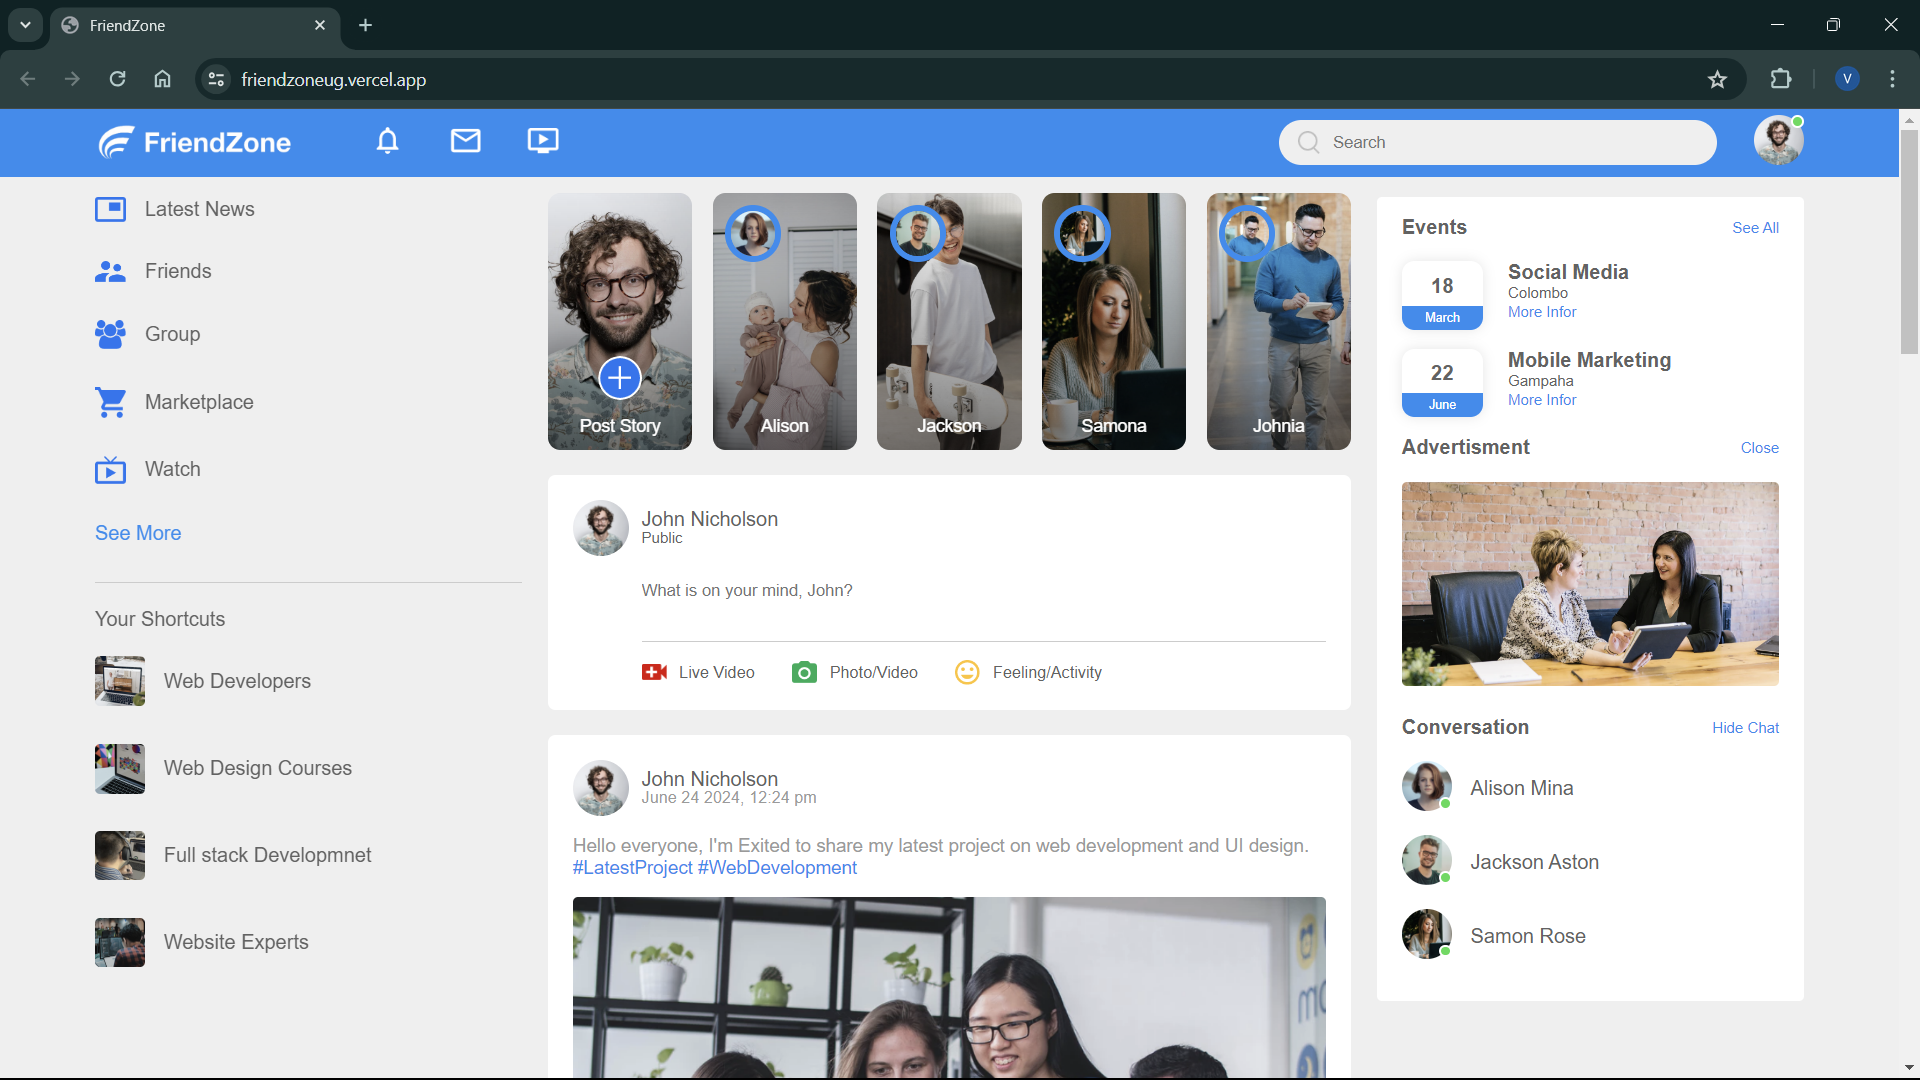 FriendZone
friendzoneug.vercel.app
V
FriendZone
Search
Latest News
Friends
Group
Marketplace
Watch
See More
Your Shortcuts
Web Developers
Web Design Courses
Full stack Developmnet
Website Experts
Post Story
Alison
Jackson
Samona
Johnia
John Nicholson
Public
What is on your mind, John?
Live Video
Photo/Video
Feeling/Activity
John Nicholson
June 24 2024, 12:24 pm
Hello everyone, I'm Exited to share my latest project on web development and UI design.
#LatestProject #WebDevelopment
Events
See All
18
March
Social Media
Colombo
More Infor
22
June
Mobile Marketing
Gampaha
More Infor
Advertisment
Close
Conversation
Hide Chat
Alison Mina
Jackson Aston
Samon Rose